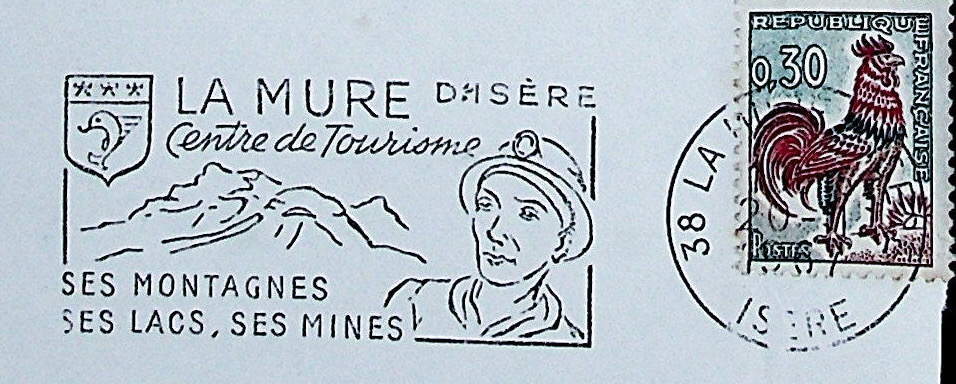 LA MURE D'ISÈRE
Centre de Tourisme
SES MONTAGNES
SES LACS, SES MINES
REPUBLIQUE
FRANÇAISE
0,30
POSTES
38 LA
ISERE